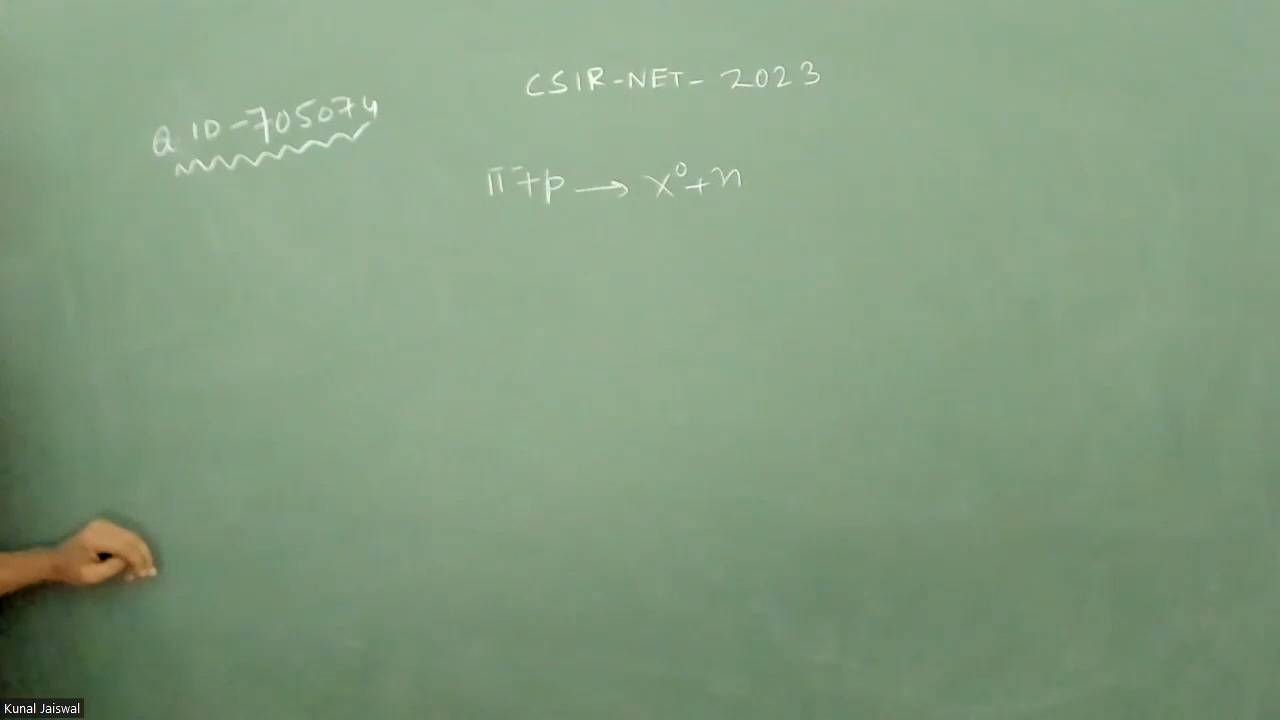 CSIR-NET-2023
Q.ID-705074
π⁻+p → x⁰+n
Kunal Jaiswal